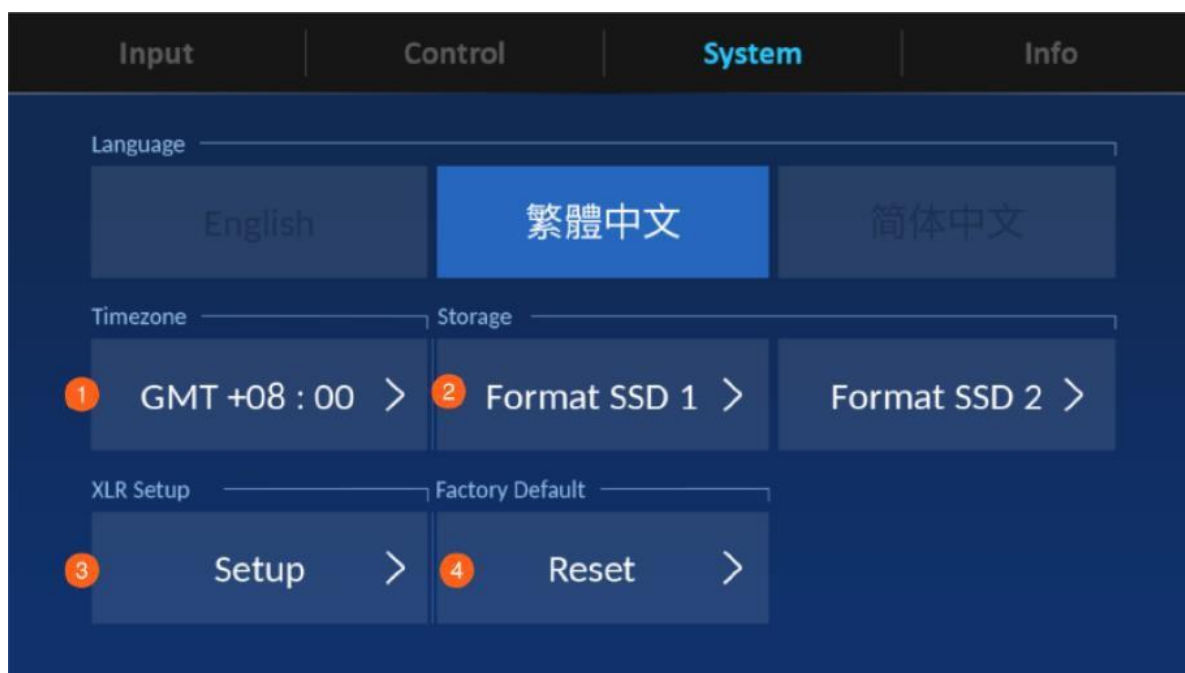 Input Control System Info
Language
English 繁體中文 简体中文
Timezone Storage
1 GMT +08 : 00 > 2 Format SSD 1 > Format SSD 2 >
XLR Setup Factory Default
3 Setup > 4 Reset >